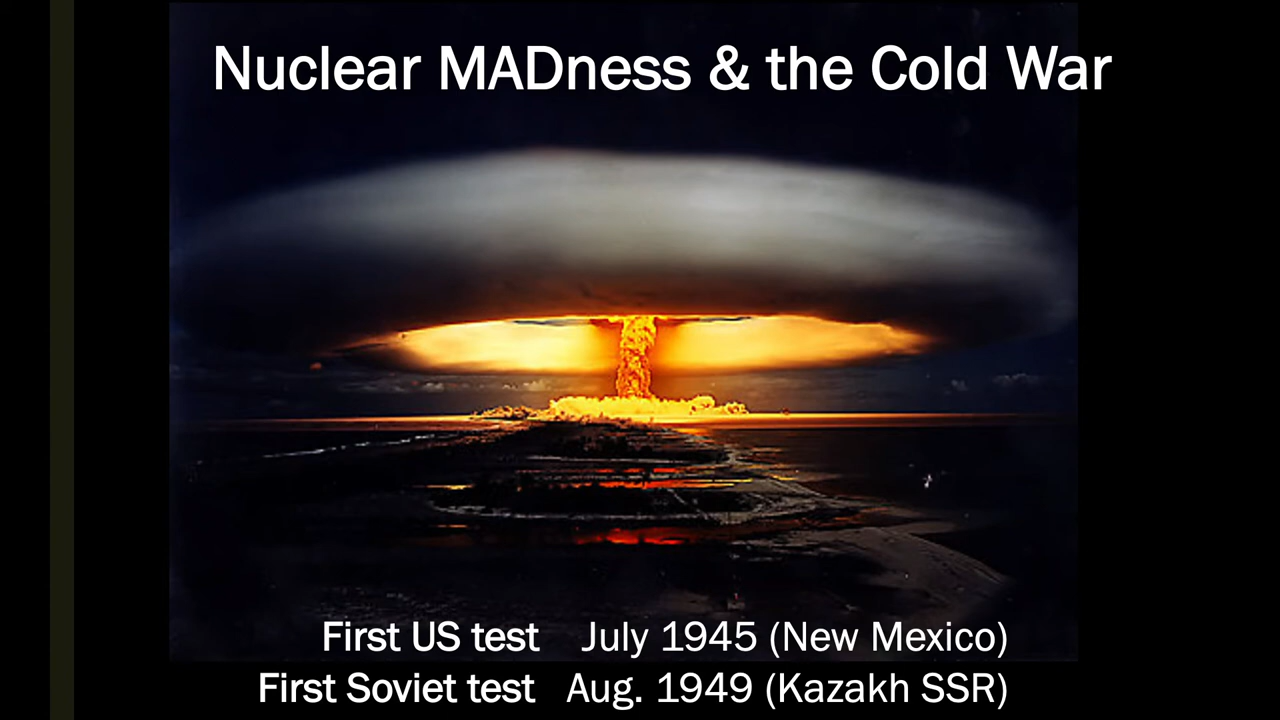 Nuclear MADness & the Cold War
First US test July 1945 (New Mexico)
First Soviet test Aug. 1949 (Kazakh SSR)